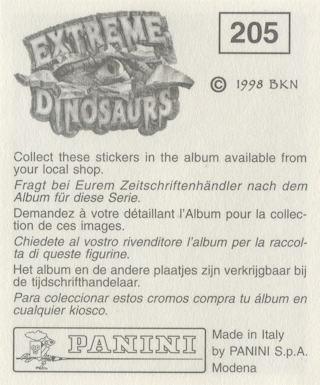 EXTREME
DINOSAURS
205
© 1998 BKN
Collect these stickers in the album available from
your local shop.
Fragt bei Eurem Zeitschriftenhändler nach dem
Album für diese Serie.
Demandez à votre détaillant l'Album pour la collec-
tion de ces images.
Chiedete al vostro rivenditore l'album per la raccol-
ta di queste figurine.
Het album en de andere plaatjes zijn verkrijgbaar bij
de tijdschrifthandelaar.
Para coleccionar estos cromos compra tu álbum en
cualquier kiosco.
PANINI
Made in Italy
by PANINI S.p.A.
Modena